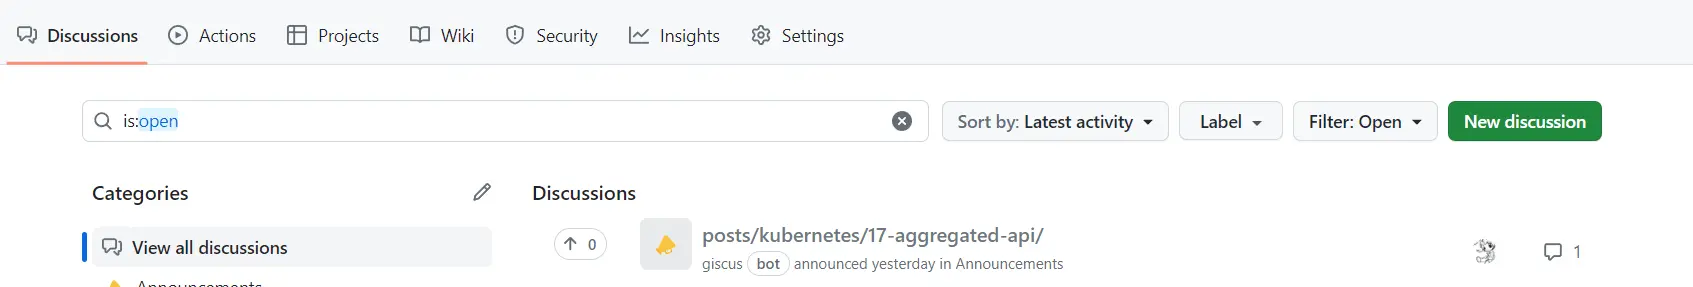 Discussions Actions Projects Wiki Security Insights Settings
is:open
Sort by: Latest activity Label Filter: Open New discussion
Categories
View all discussions
Announcements
Discussions
0 posts/kubernetes/17-aggregated-api/ 1
giscus bot announced yesterday in Announcements